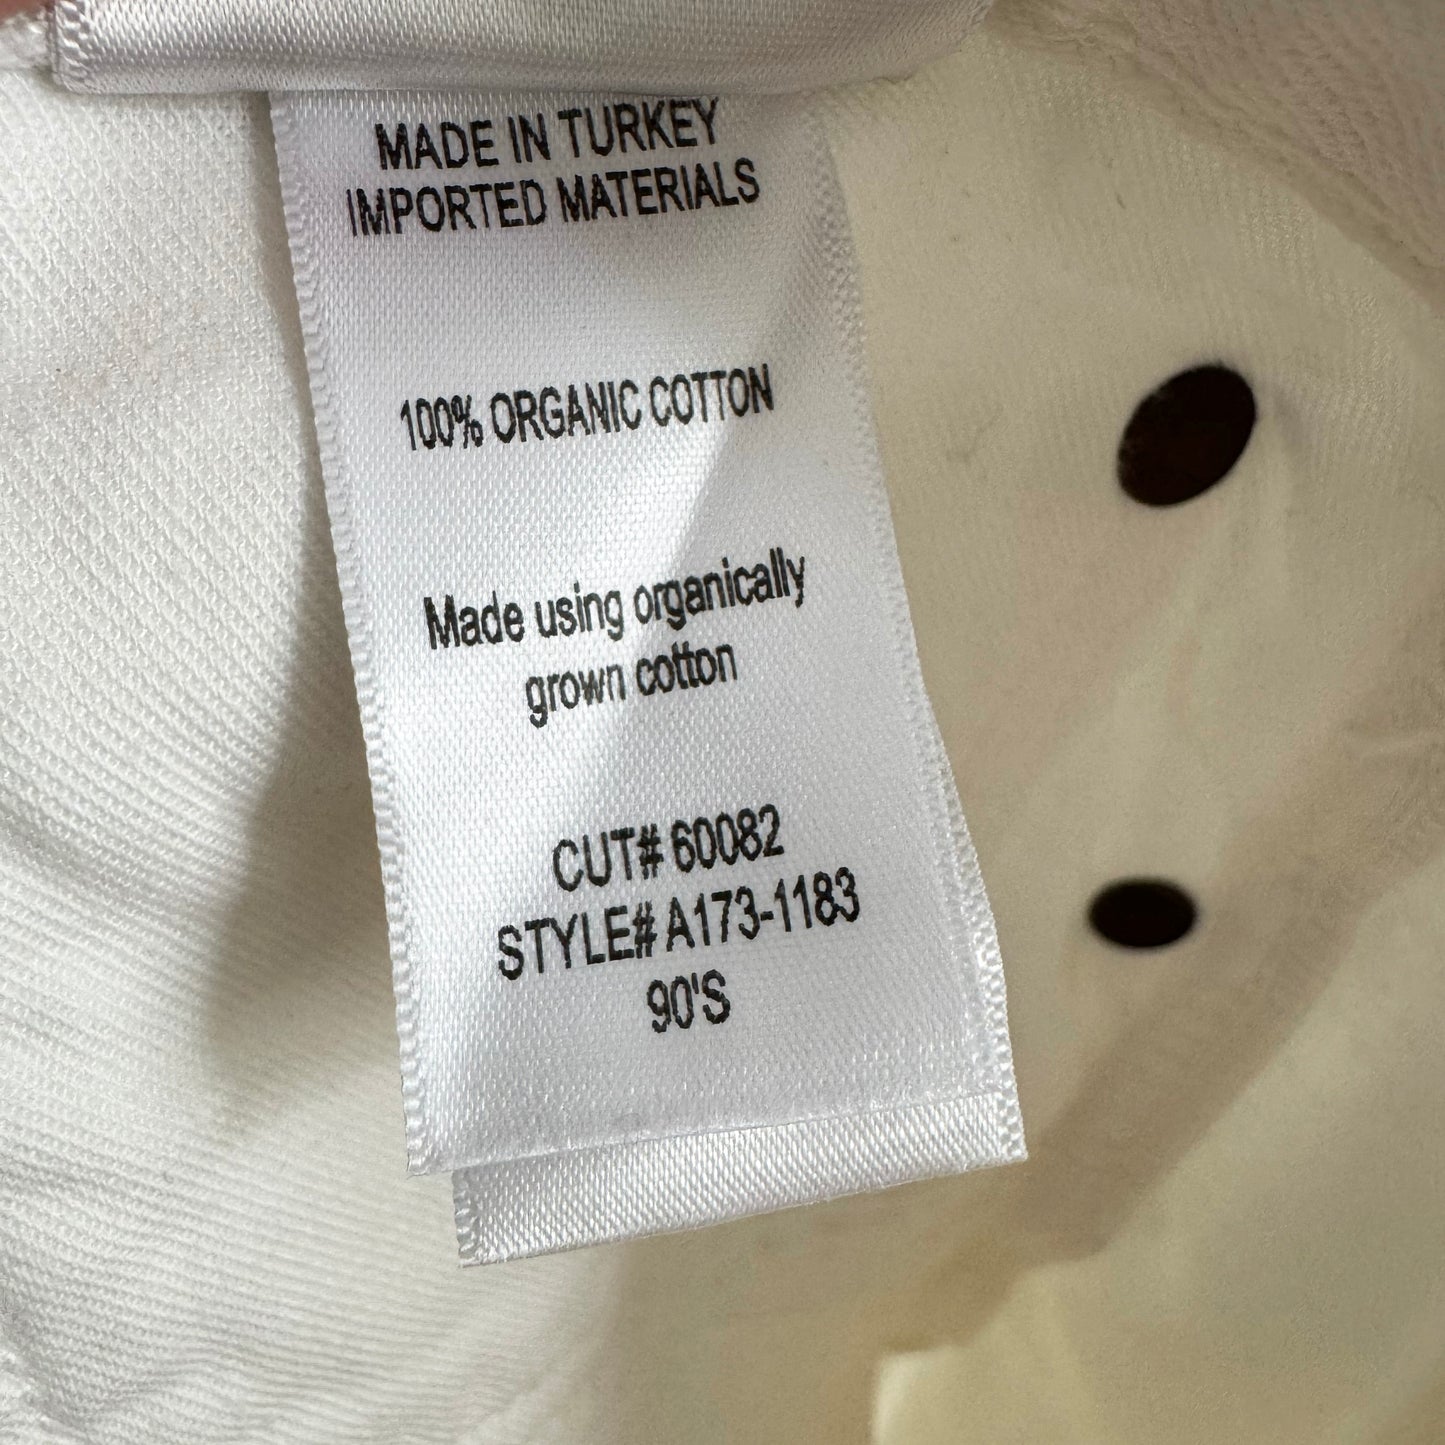 MADE IN TURKEY
IMPORTED MATERIALS
100% ORGANIC COTTON
Made using organically
grown cotton
CUT# 60082
STYLE# A173-1183
90'S